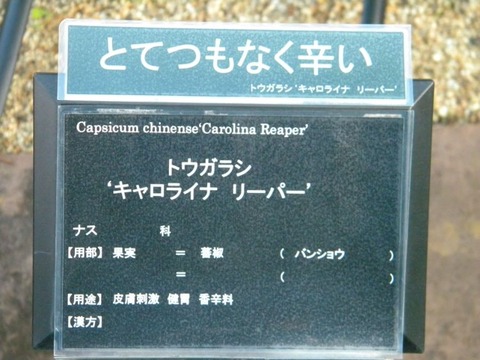 とてつもなく辛い
トウガラシ‘キャロライナ リーパー’
Capsicum chinense‘Carolina Reaper’
トウガラシ
‘キャロライナ リーパー’
ナス 科
【用部】 果実 = 蕃椒 ( バンショウ )
= ( )
【用途】 皮膚刺激 健胃 香辛料
【漢方】